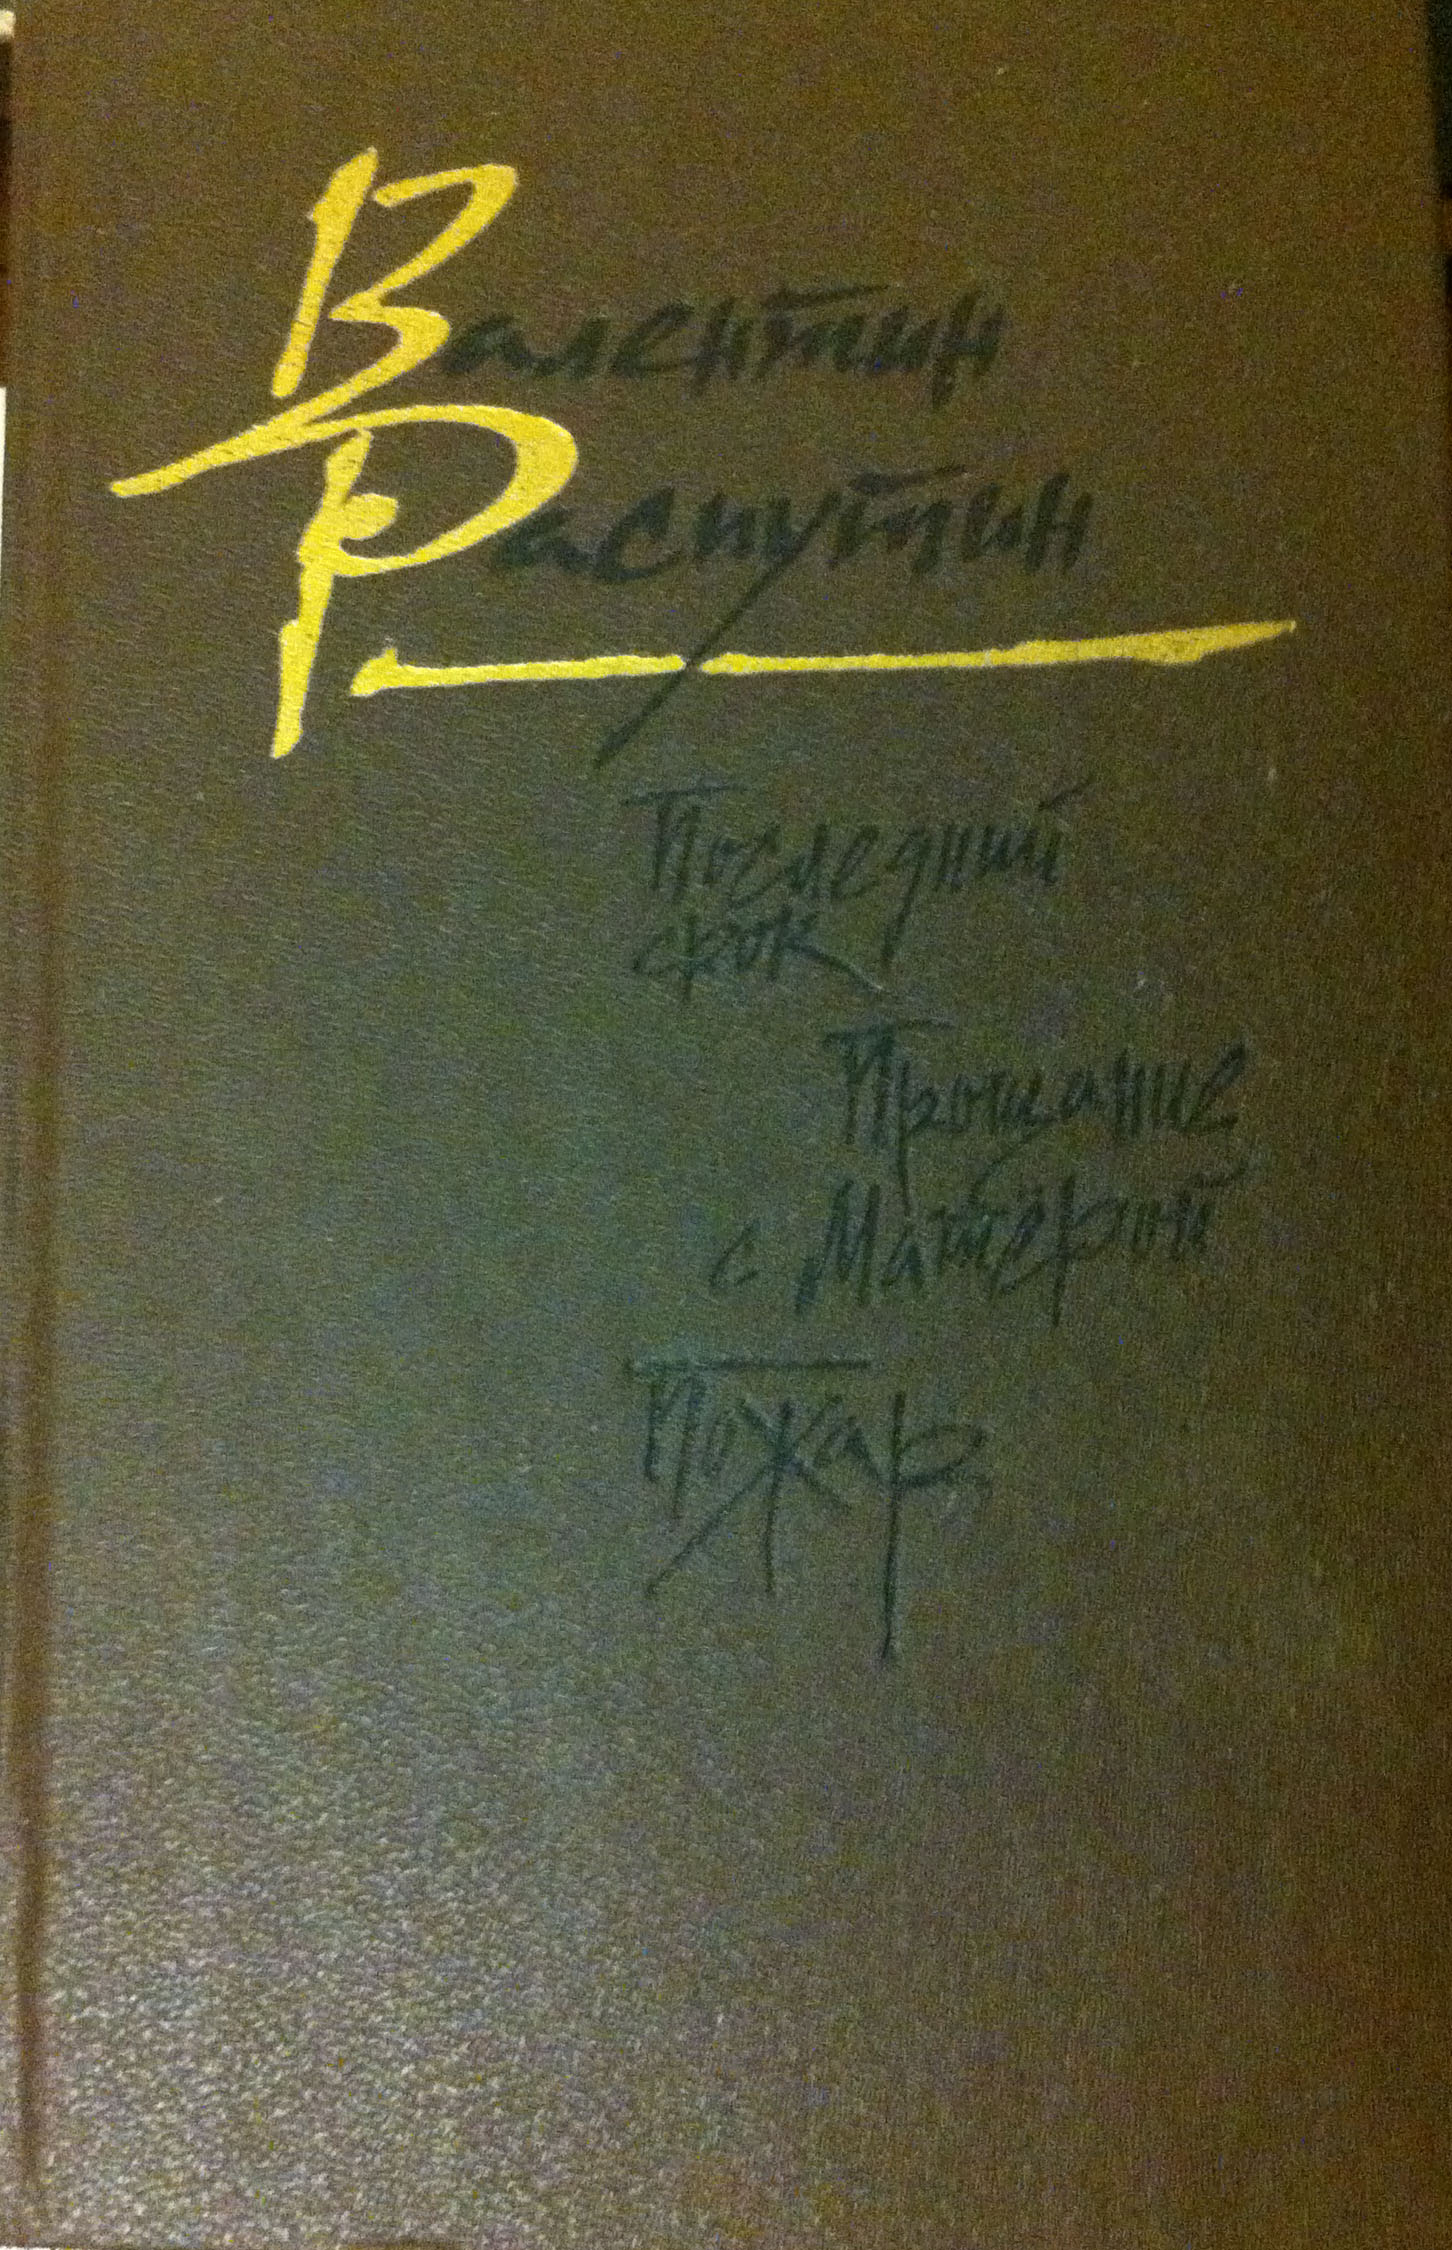 Валентин
Распутин
Последний
срок
Прощание
с Матёрой
Пожар